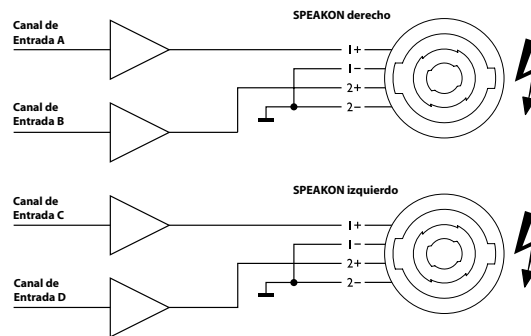 SPEAKON derecho
Canal de
Entrada A
1+
1−
2+
2−
Canal de
Entrada B
SPEAKON izquierdo
Canal de
Entrada C
1+
1−
2+
2−
Canal de
Entrada D